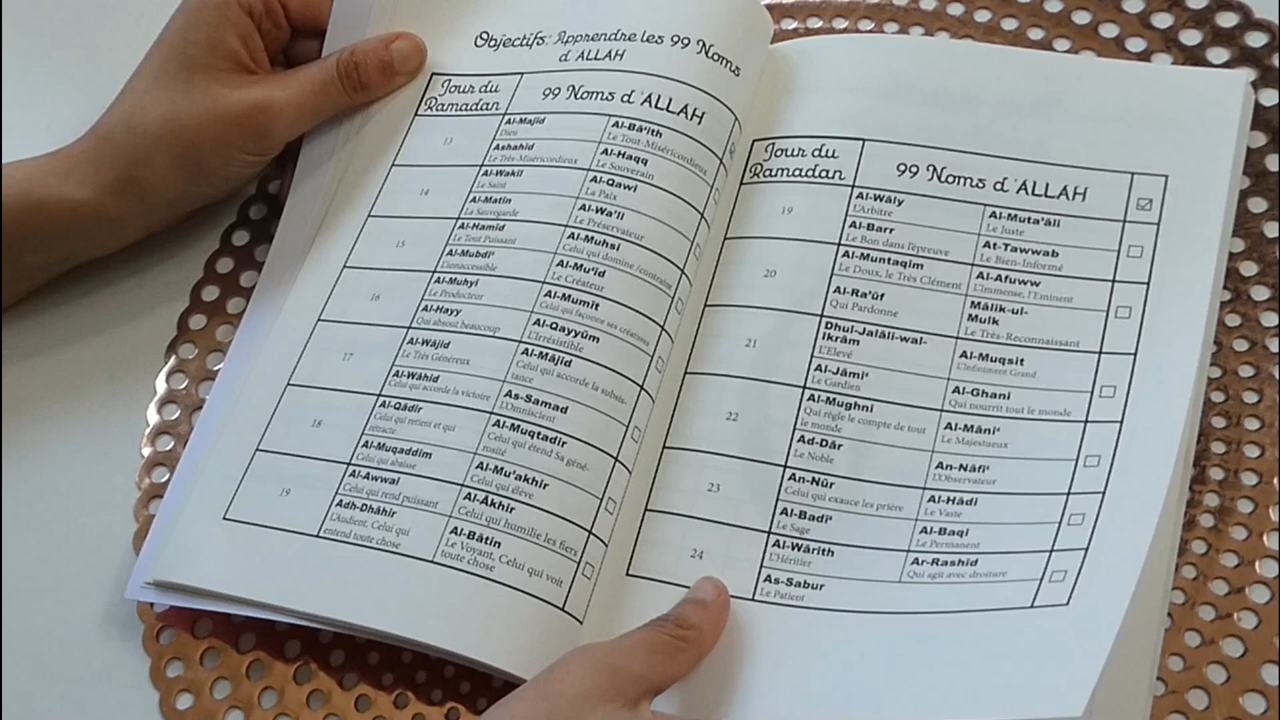 Objectifs: Apprendre les 99 Noms
d'ALLAH
Jour du
Ramadan
99 Noms d'ALLAH
13
Al-Majid
Dieu
Al-Bâ'ith
Le Tout-Miséricordieux
Ashahid
Le Très-Miséricordieux
Al-Haqq
Le Souverain
14
Al-Wakil
Le Saint
Al-Qawi
La Paix
Al-Matin
La Sauvegarde
Al-Wa'li
Le Préservateur
15
Al-Hamid
Le Tout Puissant
Al-Muhsi
Celui qui domine /contraint
Al-Mubdi'
L'Innaccessible
Al-Mu'id
Le Créateur
16
Al-Muhyi
Le Producteur
Al-Mumit
Celui qui façonne ses créatures
Al-Hayy
Qui absout beaucoup
Al-Qayyûm
L'Irrésistible
17
Al-Wâjid
Le Très Généreux
Al-Mâjid
Celui qui accorde la subsis-
tance
Al-Wâhid
Celui qui accorde la victoire
As-Samad
L'Omniscient
18
Al-Qâdir
Celui qui retient et qui
rétracte
Al-Muqtadir
Celui qui étend Sa géné-
rosité
Al-Muqaddim
Celui qui abaisse
Al-Mu'akhir
Celui qui élève
19
Al-Awwal
Celui qui rend puissant
Al-Âkhir
Celui qui humilie les fiers
Adh-Dhâhir
L'Audient, Celui qui
entend toute chose
Al-Bâtin
Le Voyant, Celui qui voit
toute chose
Jour du
Ramadan
99 Noms d'ALLAH
19
Al-Wâly
L'Arbitre
Al-Muta'âli
Le Juste
Al-Barr
Le Bon dans l'épreuve
At-Tawwab
Le Bien-Informé
20
Al-Muntaqim
Le Doux, le Très Clément
Al-Afuww
L'Immense, l'Eminent
Al-Ra'ûf
Qui Pardonne
Mâlik-ul-
Mulk
Le Très-Reconnaissant
21
Dhul-Jalâli-wal-
Ikrâm
L'Elevé
Al-Muqsit
L'Infiniment Grand
Al-Jâmi'
Le Gardien
Al-Ghani
Qui nourrit tout le monde
22
Al-Mughni
Qui règle le compte de tout
le monde
Al-Mâni'
Le Majestueux
Ad-Dâr
Le Noble
An-Nâfi'
L'Observateur
23
An-Nûr
Celui qui exauce les prière
Al-Hâdi
Le Vaste
Al-Badi'
Le Sage
Al-Baqi
Le Permanent
24
Al-Wârith
L'Héritier
Ar-Rashid
Qui agit avec droiture
As-Sabur
Le Patient